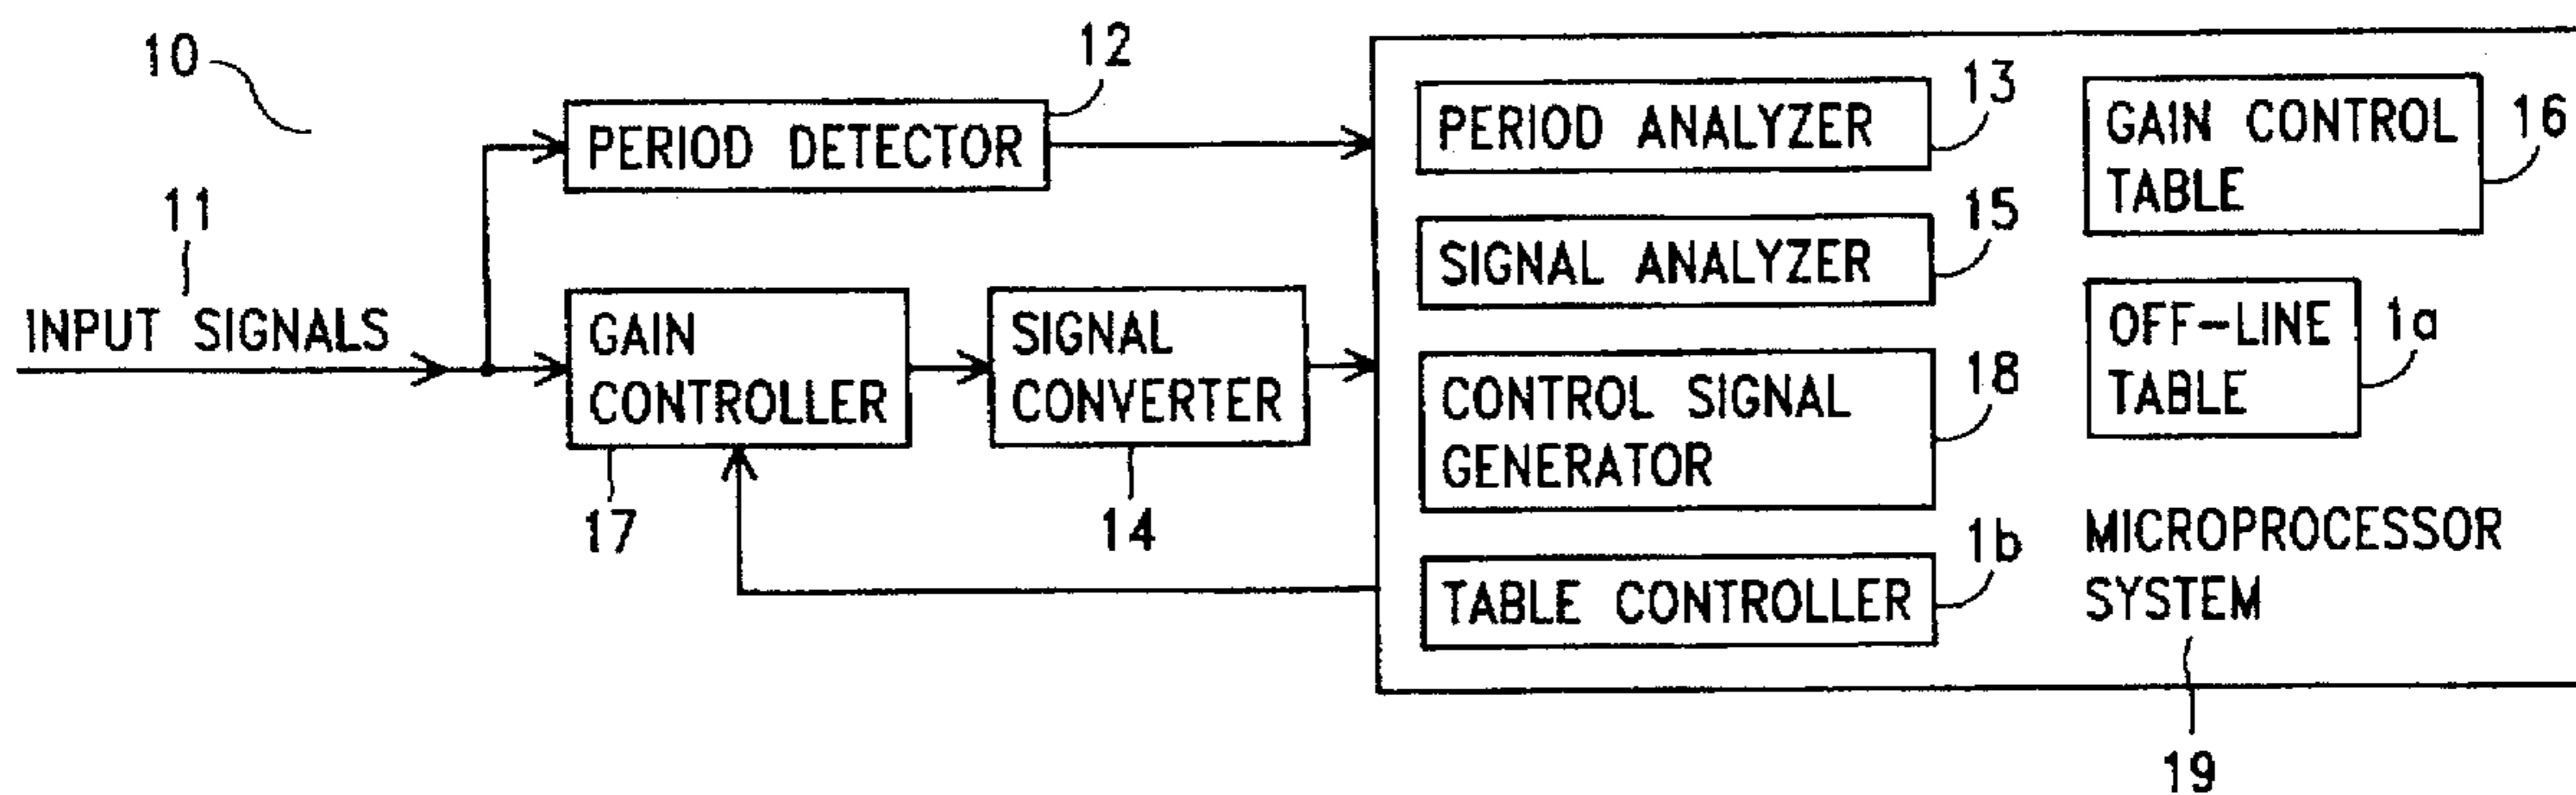 10
12
PERIOD DETECTOR
11
INPUT SIGNALS
GAIN
CONTROLLER
17
SIGNAL
CONVERTER
14
PERIOD ANALYZER
13
SIGNAL ANALYZER
15
CONTROL SIGNAL
GENERATOR
18
TABLE CONTROLLER
1b
GAIN CONTROL
TABLE
16
OFF-LINE
TABLE
1a
MICROPROCESSOR
SYSTEM
19